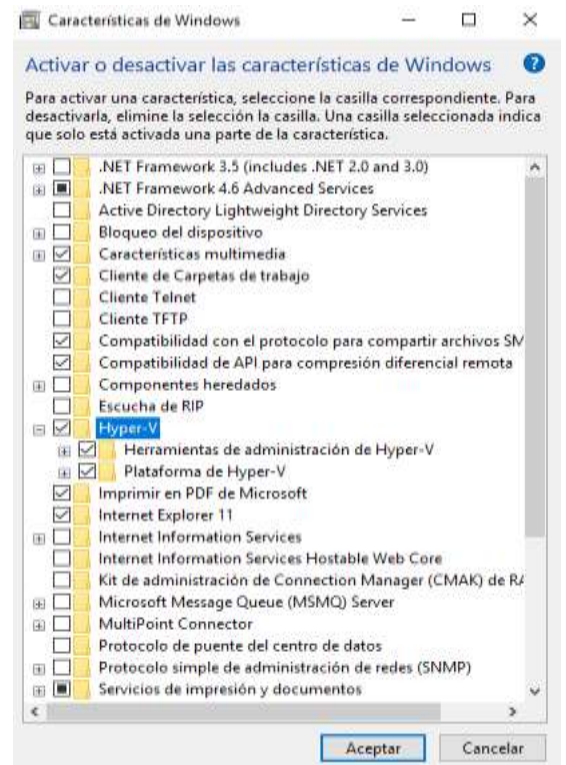 Características de Windows
Activar o desactivar las características de Windows
Para activar una característica, seleccione la casilla correspondiente. Para
desactivarla, elimine la selección la casilla. Una casilla seleccionada indica
que solo está activada una parte de la característica.
.NET Framework 3.5 (includes .NET 2.0 and 3.0)
.NET Framework 4.6 Advanced Services
Active Directory Lightweight Directory Services
Bloqueo del dispositivo
Características multimedia
Cliente de Carpetas de trabajo
Cliente Telnet
Cliente TFTP
Compatibilidad con el protocolo para compartir archivos SM
Compatibilidad de API para compresión diferencial remota
Componentes heredados
Escucha de RIP
Hyper-V
Herramientas de administración de Hyper-V
Plataforma de Hyper-V
Imprimir en PDF de Microsoft
Internet Explorer 11
Internet Information Services
Internet Information Services Hostable Web Core
Kit de administración de Connection Manager (CMAK) de RA
Microsoft Message Queue (MSMQ) Server
MultiPoint Connector
Protocolo de puente del centro de datos
Protocolo simple de administración de redes (SNMP)
Servicios de impresión y documentos
Aceptar Cancelar